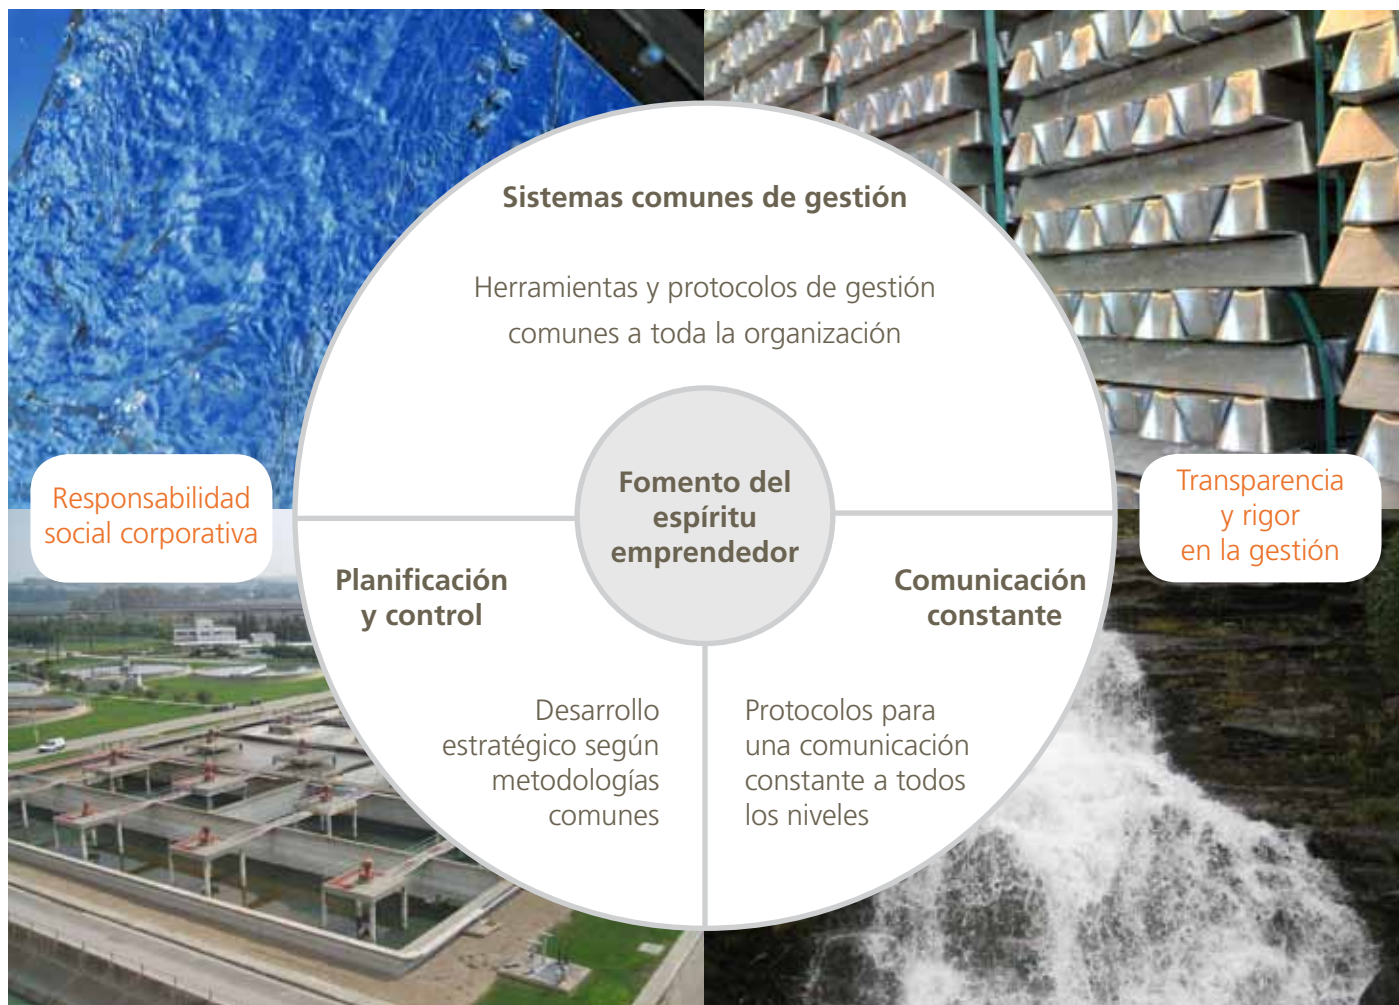 Sistemas comunes de gestión
Herramientas y protocolos de gestión
comunes a toda la organización
Responsabilidad
social corporativa
Fomento del
espíritu
emprendedor
Transparencia
y rigor
en la gestión
Planificación
y control
Comunicación
constante
Desarrollo
estratégico según
metodologías
comunes
Protocolos para
una comunicación
constante a todos
los niveles